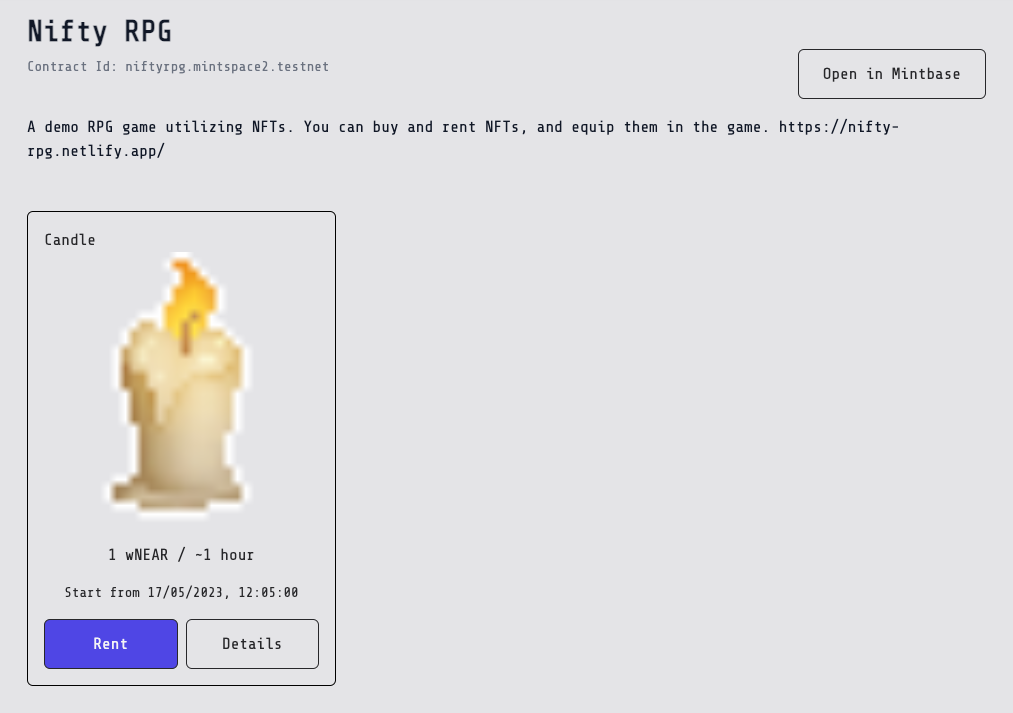 Nifty RPG
Contract Id: niftyrpg.mintspace2.testnet
Open in Mintbase
A demo RPG game utilizing NFTs. You can buy and rent NFTs, and equip them in the game. https://nifty-
rpg.netlify.app/
Candle
1 wNEAR / ~1 hour
Start from 17/05/2023, 12:05:00
Rent
Details